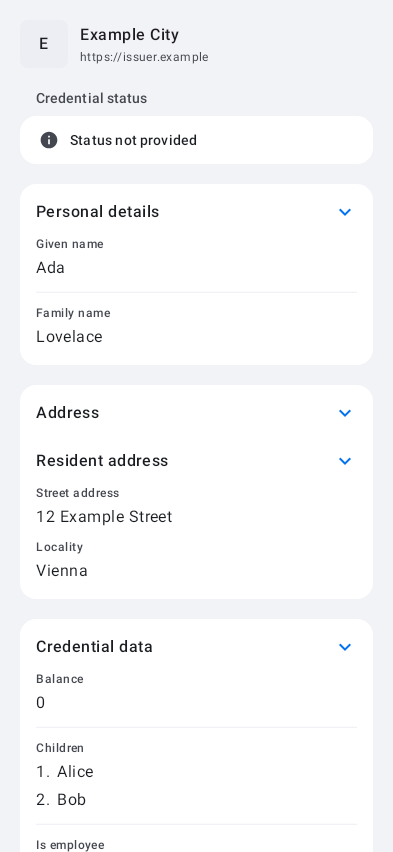 E
Example City
https://issuer.example
Credential status
Status not provided
Personal details
Given name
Ada
Family name
Lovelace
Address
Resident address
Street address
12 Example Street
Locality
Vienna
Credential data
Balance
0
Children
1. Alice
2. Bob
Is employee